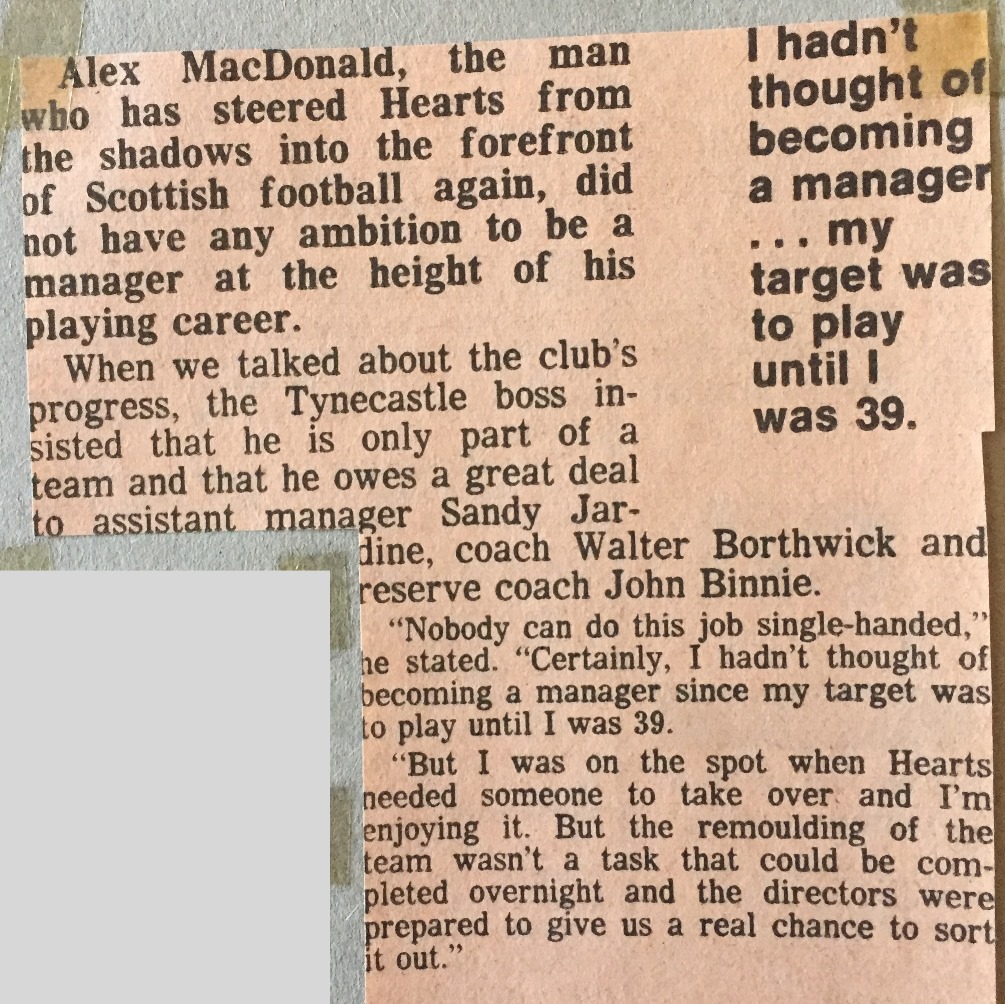 Alex MacDonald, the man
who has steered Hearts from
the shadows into the forefront
of Scottish football again, did
not have any ambition to be a
manager at the height of his
playing career.
When we talked about the club's
progress, the Tynecastle boss in-
sisted that he is only part of a
team and that he owes a great deal
to assistant manager Sandy Jar-
dine, coach Walter Borthwick and
reserve coach John Binnie.
“Nobody can do this job single-handed,”
he stated. “Certainly, I hadn't thought of
becoming a manager since my target was
to play until I was 39.
“But I was on the spot when Hearts
needed someone to take over and I'm
enjoying it. But the remoulding of the
team wasn't a task that could be com-
pleted overnight and the directors were
prepared to give us a real chance to sort
it out.”
I hadn't
thought of
becoming
a manager
... my
target was
to play
until I
was 39.